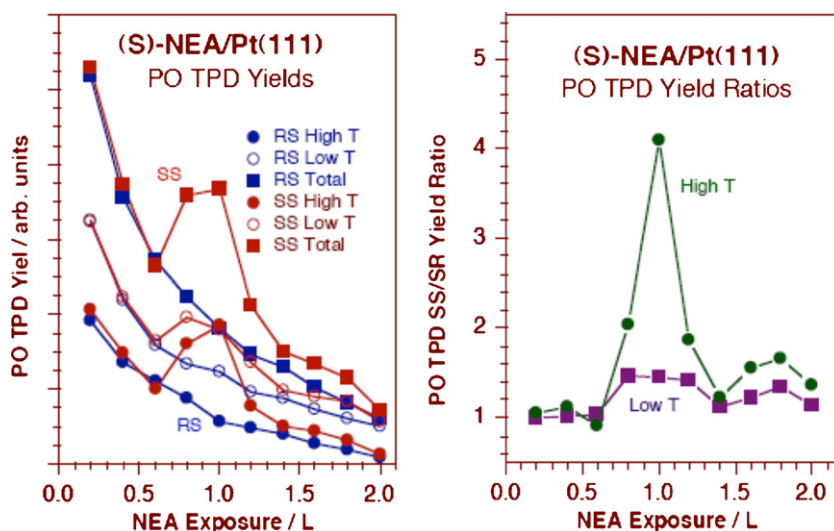 (S)-NEA/Pt(111)
PO TPD Yields
RS High T
RS Low T
RS Total
SS High T
SS Low T
SS Total
SS
RS
PO TPD Yiel / arb. units
0.0 0.5 1.0 1.5 2.0
NEA Exposure / L
(S)-NEA/Pt(111)
PO TPD Yield Ratios
High T
Low T
PO TPD SS/SR Yield Ratio
5
4
3
2
1
0.0 0.5 1.0 1.5 2.0
NEA Exposure / L